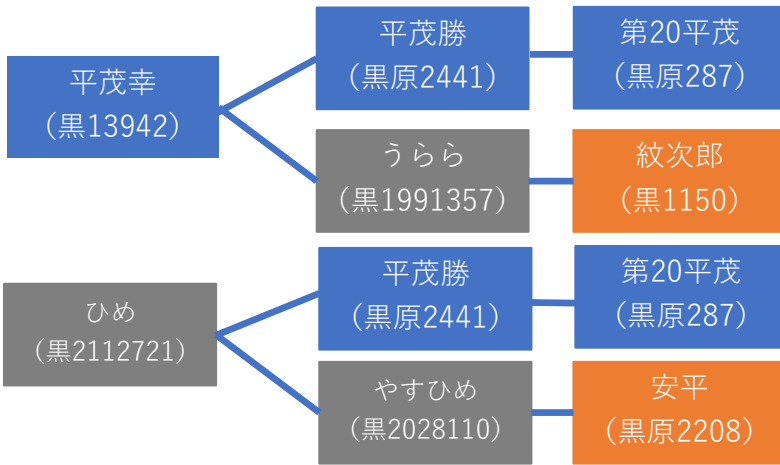 平茂幸
(黒13942)
平茂勝
(黒原2441)
第20平茂
(黒原287)
うらら
(黒1991357)
紋次郎
(黒1150)
ひめ
(黒2112721)
平茂勝
(黒原2441)
第20平茂
(黒原287)
やすひめ
(黒2028110)
安平
(黒原2208)